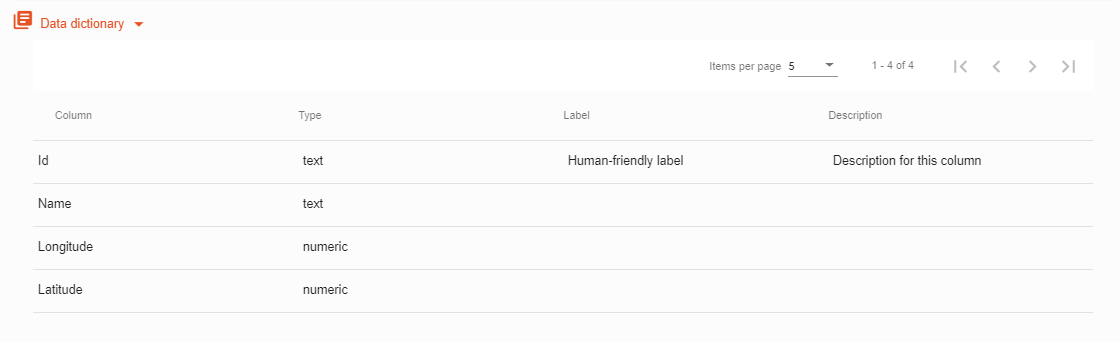 Data dictionary
Items per page 5 1 - 4 of 4
Column Type Label Description
Id text Human-friendly label Description for this column
Name text
Longitude numeric
Latitude numeric